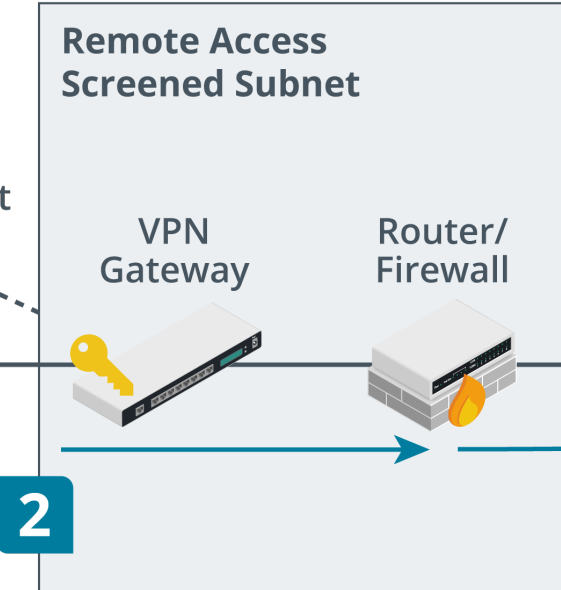 Remote Access
Screened Subnet
t
VPN
Gateway
Router/
Firewall
2